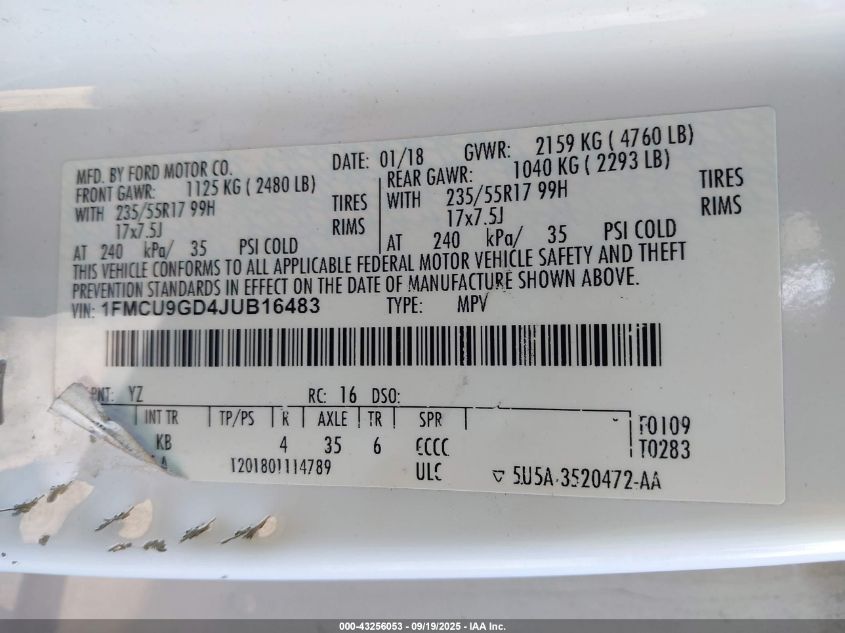 MFD. BY FORD MOTOR CO.
DATE: 01/18 GVWR: 2159 KG ( 4760 LB)
FRONT GAWR: 1125 KG ( 2480 LB)
WITH 235/55R17 99H TIRES
17x7.5J RIMS
AT 240 kPa/ 35 PSI COLD
REAR GAWR: 1040 KG ( 2293 LB)
WITH 235/55R17 99H TIRES
17x7.5J RIMS
AT 240 kPa/ 35 PSI COLD
THIS VEHICLE CONFORMS TO ALL APPLICABLE FEDERAL MOTOR VEHICLE SAFETY AND THEFT
PREVENTION STANDARDS IN EFFECT ON THE DATE OF MANUFACTURE SHOWN ABOVE.
VIN: 1FMCU9GD4JUB16483 TYPE: MPV
PNT: YZ RC: 16 DSO:
INT TR TP/PS R AXLE TR SPR F0109
KB 4 35 6 CCCC T0283
T201801114789 ULC 5U5A-3520472-AA
000-43256053 - 09/19/2025 - IAA Inc.